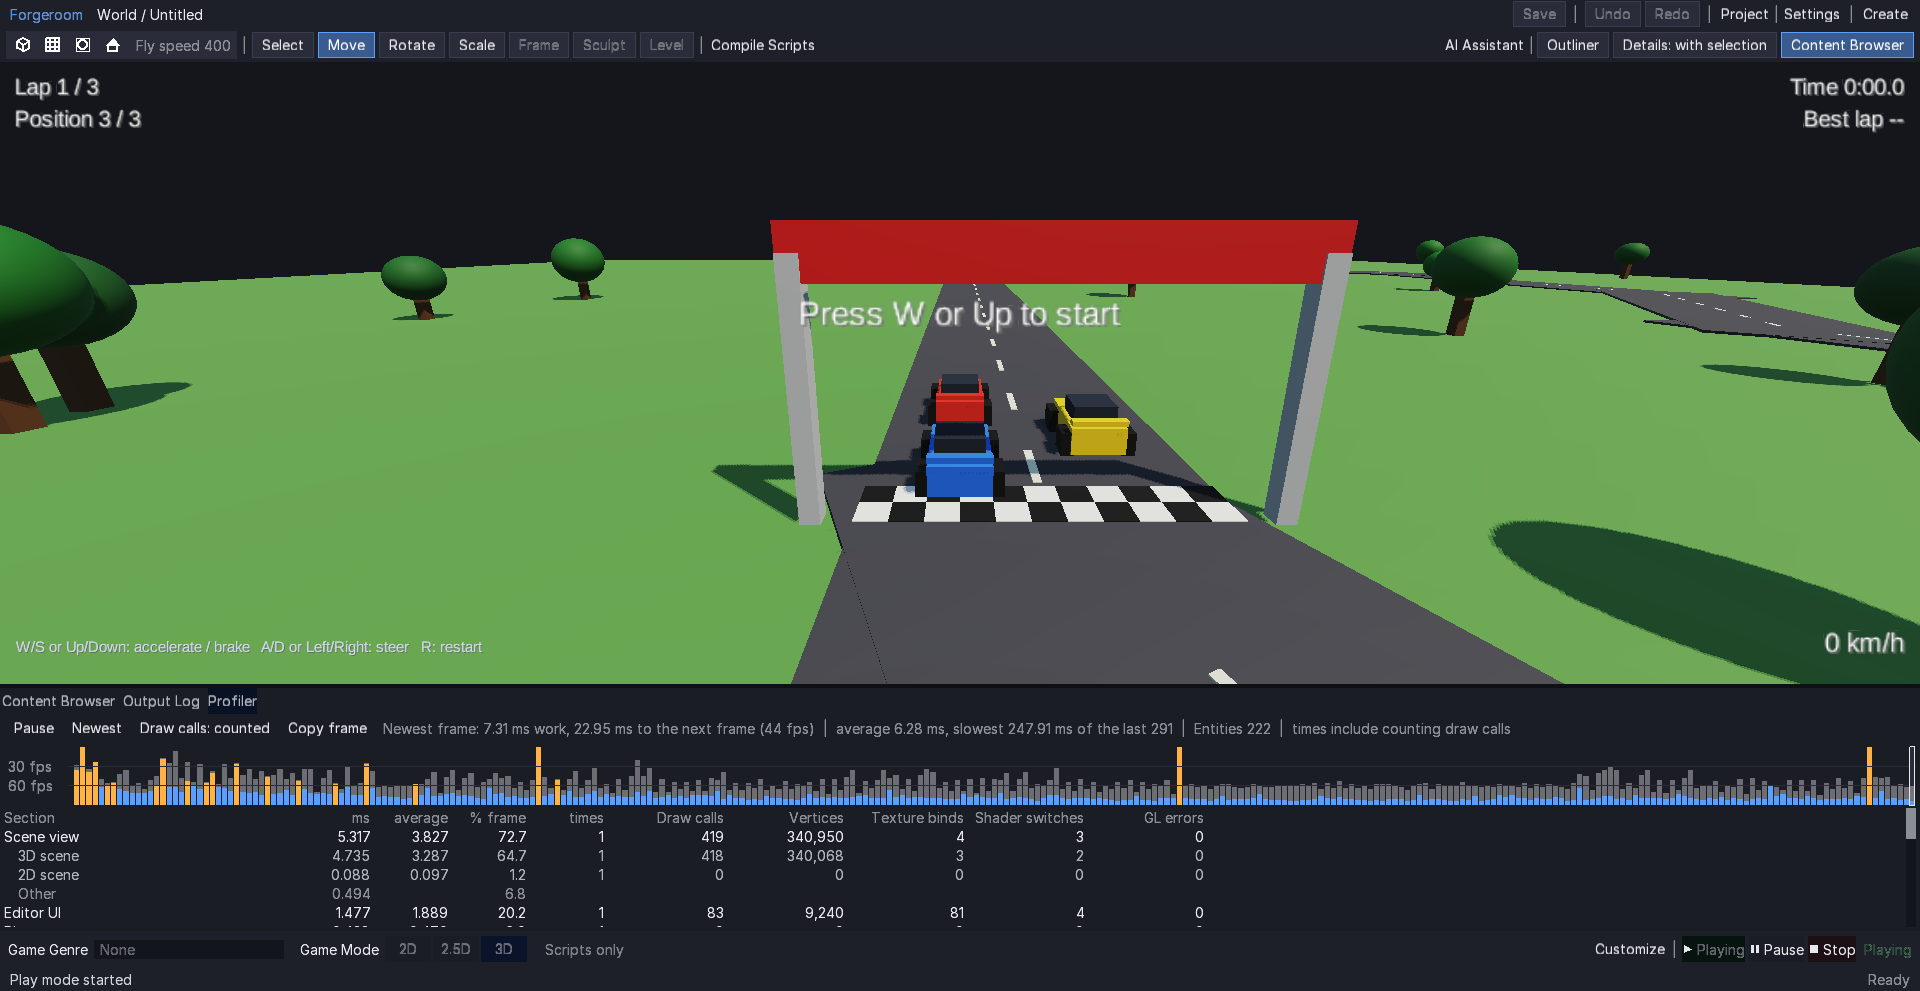 Forgeroom World / Untitled Save Undo Redo Project Settings Create
Fly speed 400 Select Move Rotate Scale Frame Sculpt Level Compile Scripts AI Assistant Outliner Details: with selection Content Browser
Lap 1 / 3 Time 0:00.0
Position 3 / 3 Best lap --
Press W or Up to start
W/S or Up/Down: accelerate / brake A/D or Left/Right: steer R: restart 0 km/h
Content Browser Output Log Profiler
Pause Newest Draw calls: counted Copy frame Newest frame: 7.31 ms work, 22.95 ms to the next frame (44 fps) | average 6.28 ms, slowest 247.91 ms of the last 291 | Entities 222 | times include counting draw calls
30 fps
60 fps
Section ms average % frame times Draw calls Vertices Texture binds Shader switches GL errors
Scene view 5.317 3.827 72.7 1 419 340,950 4 3 0
3D scene 4.735 3.287 64.7 1 418 340,068 3 2 0
2D scene 0.088 0.097 1.2 1 0 0 0 0 0
Other 0.494 6.8
Editor UI 1.477 1.889 20.2 1 83 9,240 81 4 0
Game Genre None Game Mode 2D 2.5D 3D Scripts only Customize Playing Pause Stop Playing
Play mode started Ready